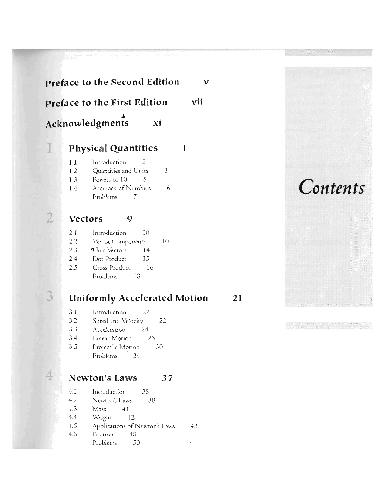 Preface to the Second Edition v
Preface to the First Edition vii
Acknowledgments xi
Contents
1 Physical Quantities 1
1.1 Introduction 2
1.2 Quantities and Units 3
1.3 Powers of 10 5
1.4 Accuracy of Numbers 6
Problems 7
2 Vectors 9
2.1 Introduction 10
2.2 Vector Components 10
2.3 Unit Vectors 14
2.4 Dot Product 15
2.5 Cross Product 16
Problems
3 Uniformly Accelerated Motion 21
3.1 Introduction 22
3.2 Speed and Velocity 22
3.3 Acceleration 24
3.4 Linear Motion 25
3.5 Projectile Motion 30
Problems
4 Newton's Laws 37
Introduction 38
Newton's Laws 38
4.3 Mass 41
4.4 Weight 42
4.5 Applications of Newton's Laws 43
4.6 Friction 48
Problems 50